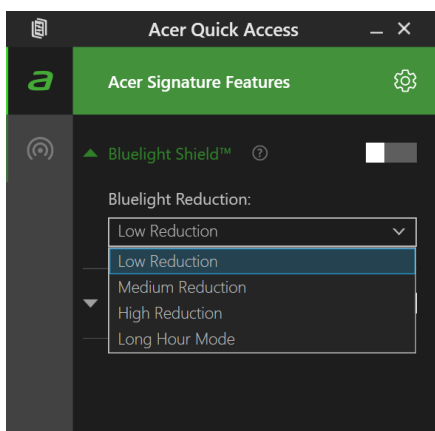 Acer Quick Access
Acer Signature Features
Bluelight Shield™
Bluelight Reduction:
Low Reduction
Low Reduction
Medium Reduction
High Reduction
Long Hour Mode